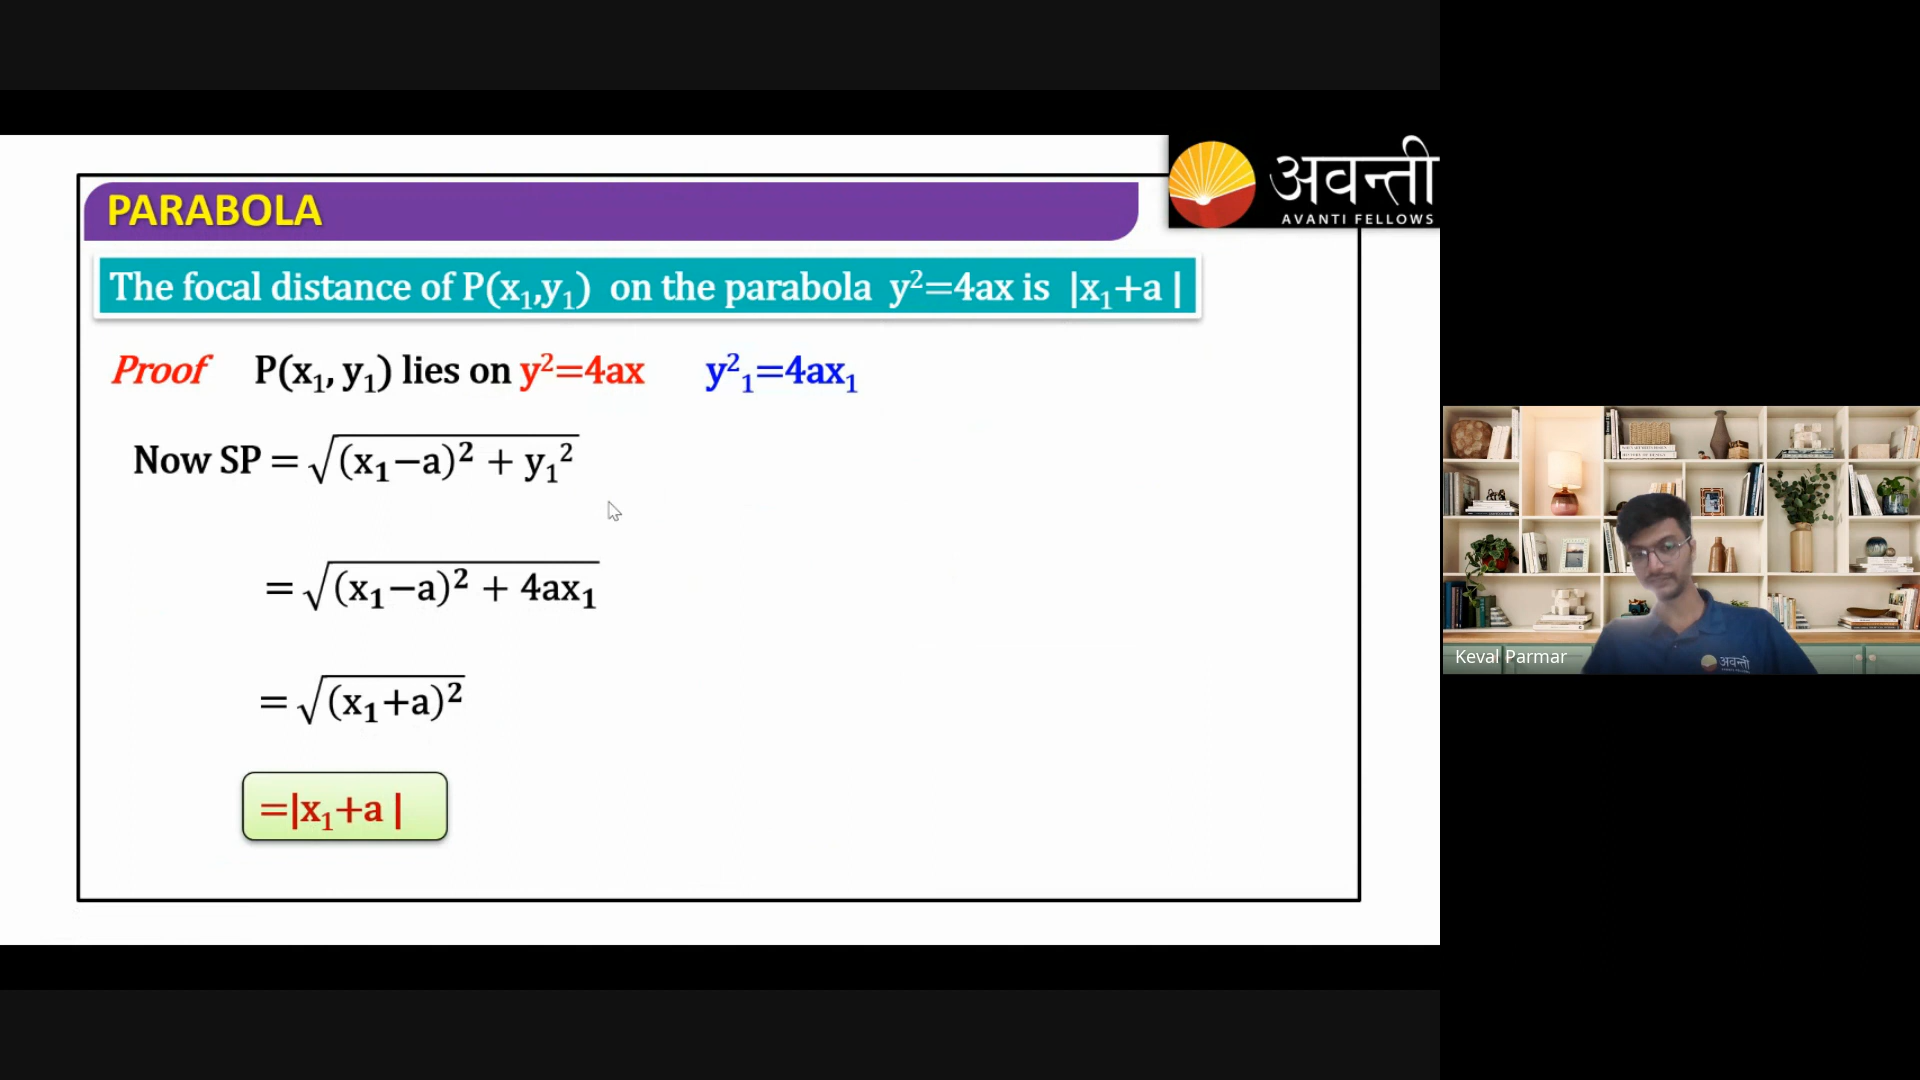 PARABOLA
अवन्ती
AVANTI FELLOWS
The focal distance of P(x₁,y₁) on the parabola y²=4ax is |x₁+a |
Proof P(x₁, y₁) lies on y²=4ax y²₁=4ax₁
Now SP = √(x₁−a)² + y₁²
= √(x₁−a)² + 4ax₁
= √(x₁+a)²
=|x₁+a |
Keval Parmar
अवन्ती